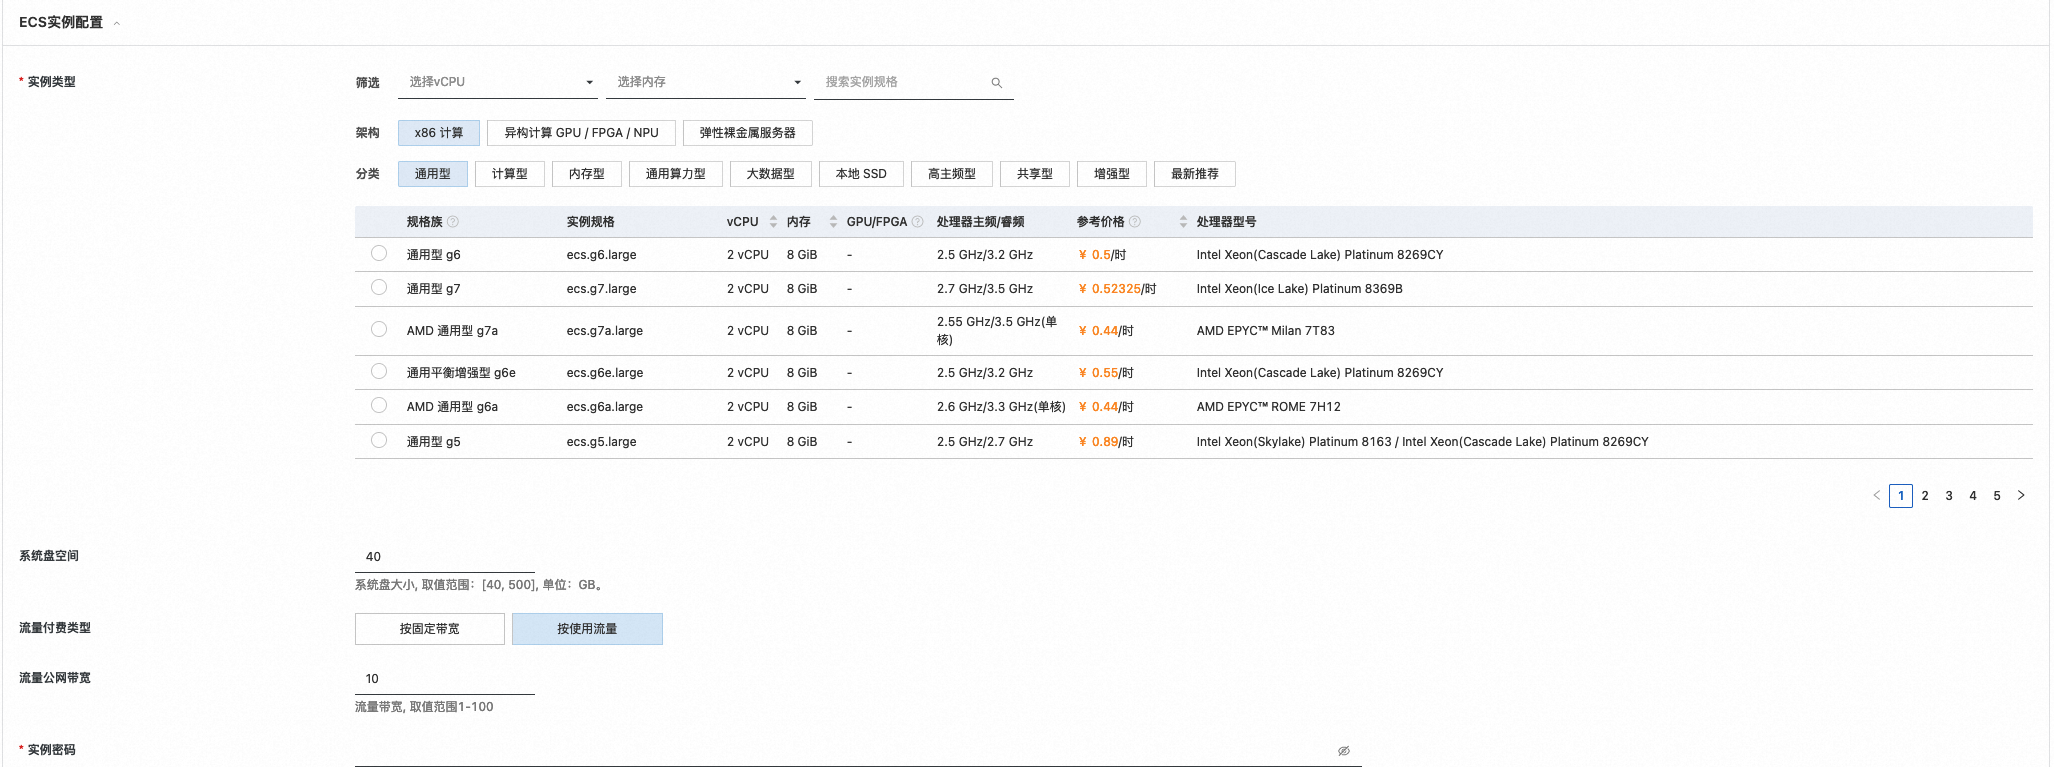 ECS实例配置
* 实例类型
筛选 选择vCPU 选择内存 搜索实例规格
架构 x86 计算 异构计算 GPU / FPGA / NPU 弹性裸金属服务器
分类 通用型 计算型 内存型 通用算力型 大数据型 本地 SSD 高主频型 共享型 增强型 最新推荐
规格族 实例规格 vCPU 内存 GPU/FPGA 处理器主频/睿频 参考价格 处理器型号
通用型 g6 ecs.g6.large 2 vCPU 8 GiB - 2.5 GHz/3.2 GHz ¥ 0.5/时 Intel Xeon(Cascade Lake) Platinum 8269CY
通用型 g7 ecs.g7.large 2 vCPU 8 GiB - 2.7 GHz/3.5 GHz ¥ 0.52325/时 Intel Xeon(Ice Lake) Platinum 8369B
AMD 通用型 g7a ecs.g7a.large 2 vCPU 8 GiB - 2.55 GHz/3.5 GHz(单
核) ¥ 0.44/时 AMD EPYC™ Milan 7T83
通用平衡增强型 g6e ecs.g6e.large 2 vCPU 8 GiB - 2.5 GHz/3.2 GHz ¥ 0.55/时 Intel Xeon(Cascade Lake) Platinum 8269CY
AMD 通用型 g6a ecs.g6a.large 2 vCPU 8 GiB - 2.6 GHz/3.3 GHz(单核) ¥ 0.44/时 AMD EPYC™ ROME 7H12
通用型 g5 ecs.g5.large 2 vCPU 8 GiB - 2.5 GHz/2.7 GHz ¥ 0.89/时 Intel Xeon(Skylake) Platinum 8163 / Intel Xeon(Cascade Lake) Platinum 8269CY
1 2 3 4 5
系统盘空间 40
系统盘大小, 取值范围：[40, 500], 单位：GB。
流量付费类型 按固定带宽 按使用流量
流量公网带宽 10
流量带宽, 取值范围1-100
* 实例密码